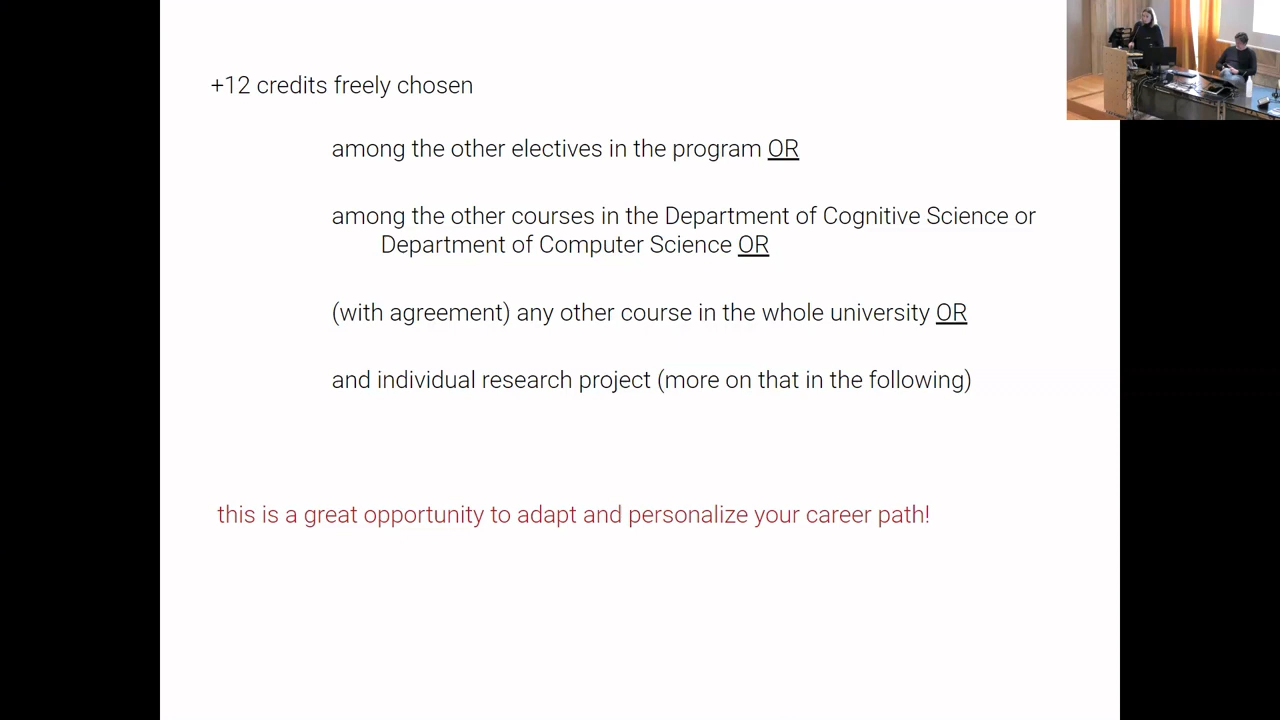 +12 credits freely chosen
among the other electives in the program OR
among the other courses in the Department of Cognitive Science or
Department of Computer Science OR
(with agreement) any other course in the whole university OR
and individual research project (more on that in the following)
this is a great opportunity to adapt and personalize your career path!